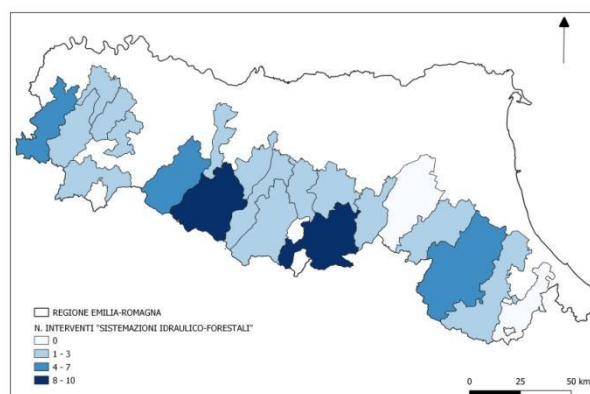 REGIONE EMILIA-ROMAGNA
N. INTERVENTI "SISTEMAZIONI IDRAULICO-FORESTALI"
0
1 - 3
4 - 7
8 - 10
0 25 50 km